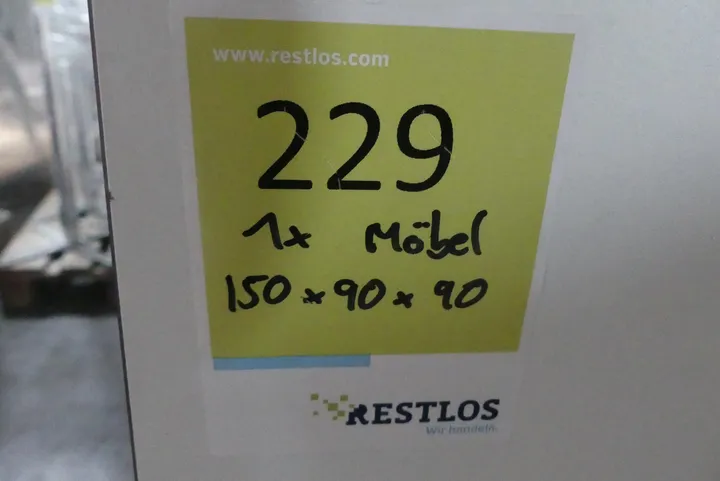 www.restlos.com
229
1x Möbel
150 x 90 x 90
RESTLOS
Wir handeln.